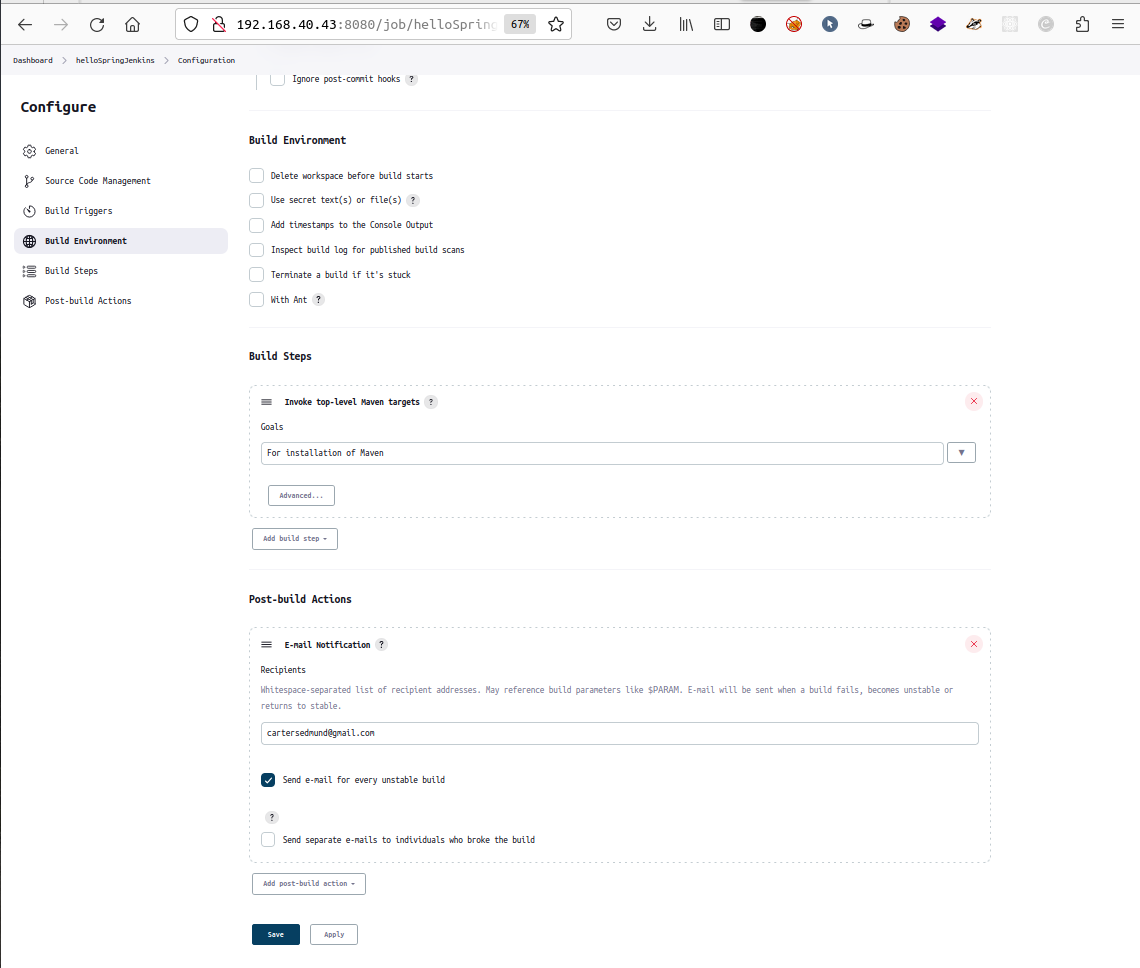 192.168.40.43:8080/job/helloSpring
67%
Dashboard
helloSpringJenkins
Configuration
Configure
General
Source Code Management
Build Triggers
Build Environment
Build Steps
Post-build Actions
Ignore post-commit hooks ?
Build Environment
Delete workspace before build starts
Use secret text(s) or file(s) ?
Add timestamps to the Console Output
Inspect build log for published build scans
Terminate a build if it's stuck
With Ant ?
Build Steps
Invoke top-level Maven targets ?
Goals
For installation of Maven
Advanced...
Add build step
Post-build Actions
E-mail Notification ?
Recipients
Whitespace-separated list of recipient addresses. May reference build parameters like $PARAM. E-mail will be sent when a build fails, becomes unstable or
returns to stable.
cartersedmund@gmail.com
Send e-mail for every unstable build
?
Send separate e-mails to individuals who broke the build
Add post-build action
Save
Apply